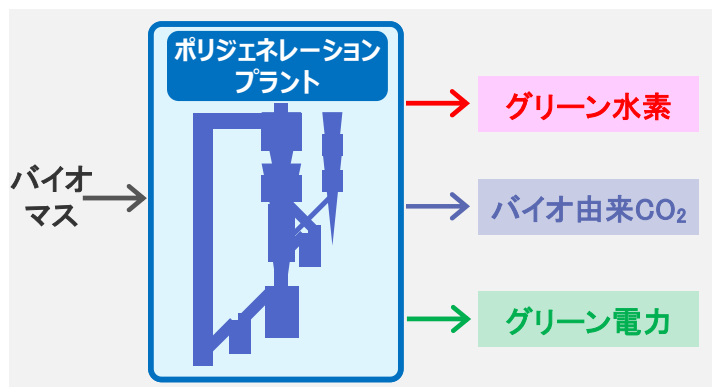 ポリジェネレーション
プラント
バイオ
マス
グリーン水素
バイオ由来CO₂
グリーン電力